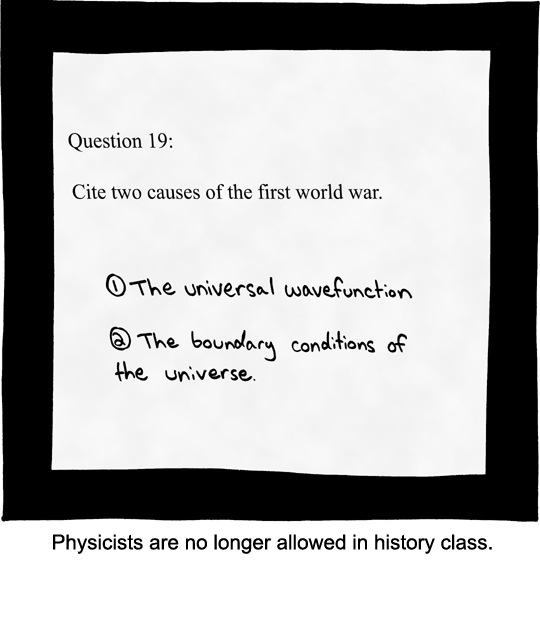 Question 19:
Cite two causes of the first world war.
① The universal wavefunction
② The boundary conditions of
the universe.
Physicists are no longer allowed in history class.